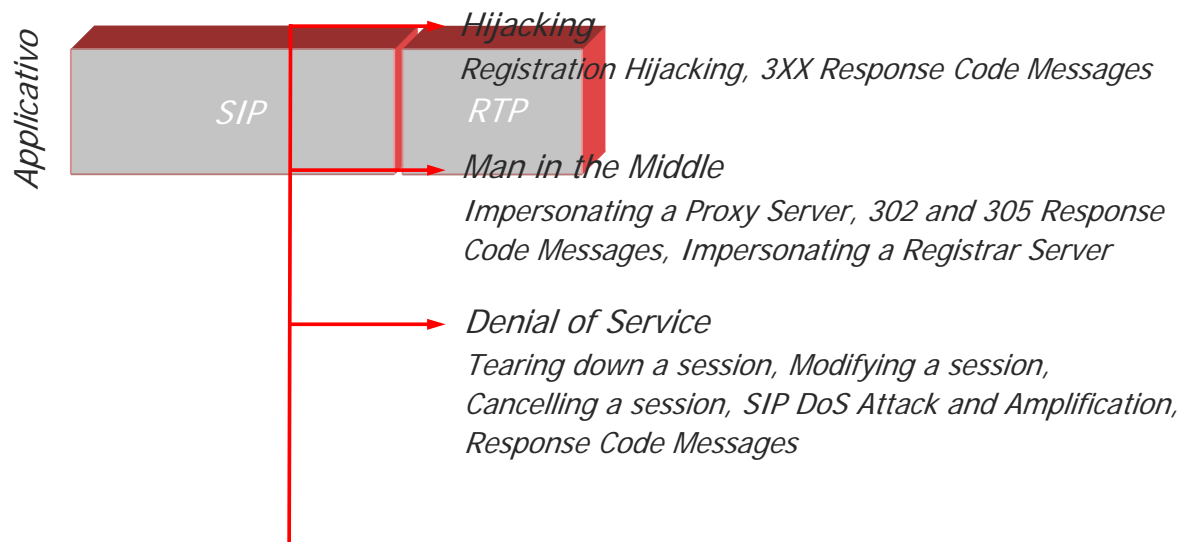 Applicativo
SIP
RTP
Hijacking
Registration Hijacking, 3XX Response Code Messages
Man in the Middle
Impersonating a Proxy Server, 302 and 305 Response
Code Messages, Impersonating a Registrar Server
Denial of Service
Tearing down a session, Modifying a session,
Cancelling a session, SIP DoS Attack and Amplification,
Response Code Messages